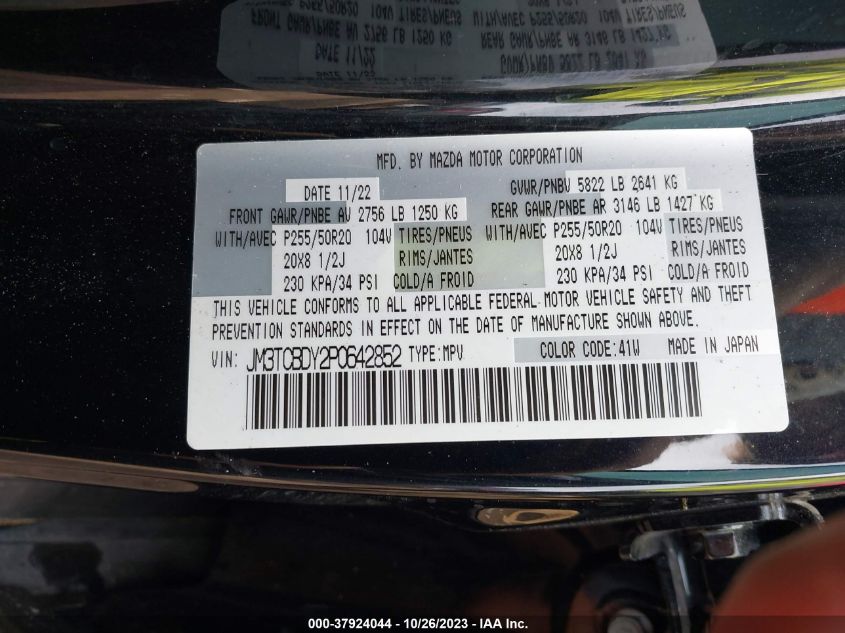 MFD. BY MAZDA MOTOR CORPORATION
DATE 11/22 GVWR/PNBV 5822 LB 2641 KG
FRONT GAWR/PNBE AV 2756 LB 1250 KG REAR GAWR/PNBE AR 3146 LB 1427 KG
WITH/AVEC P255/50R20 104V TIRES/PNEUS WITH/AVEC P255/50R20 104V TIRES/PNEUS
20X8 1/2J RIMS/JANTES 20X8 1/2J RIMS/JANTES
230 KPA/34 PSI COLD/A FROID 230 KPA/34 PSI COLD/A FROID
THIS VEHICLE CONFORMS TO ALL APPLICABLE FEDERAL MOTOR VEHICLE SAFETY AND THEFT
PREVENTION STANDARDS IN EFFECT ON THE DATE OF MANUFACTURE SHOWN ABOVE.
VIN: JM3TCBDY2P0642852 TYPE:MPV COLOR CODE:41W MADE IN JAPAN
000-37924044 - 10/26/2023 - IAA Inc.